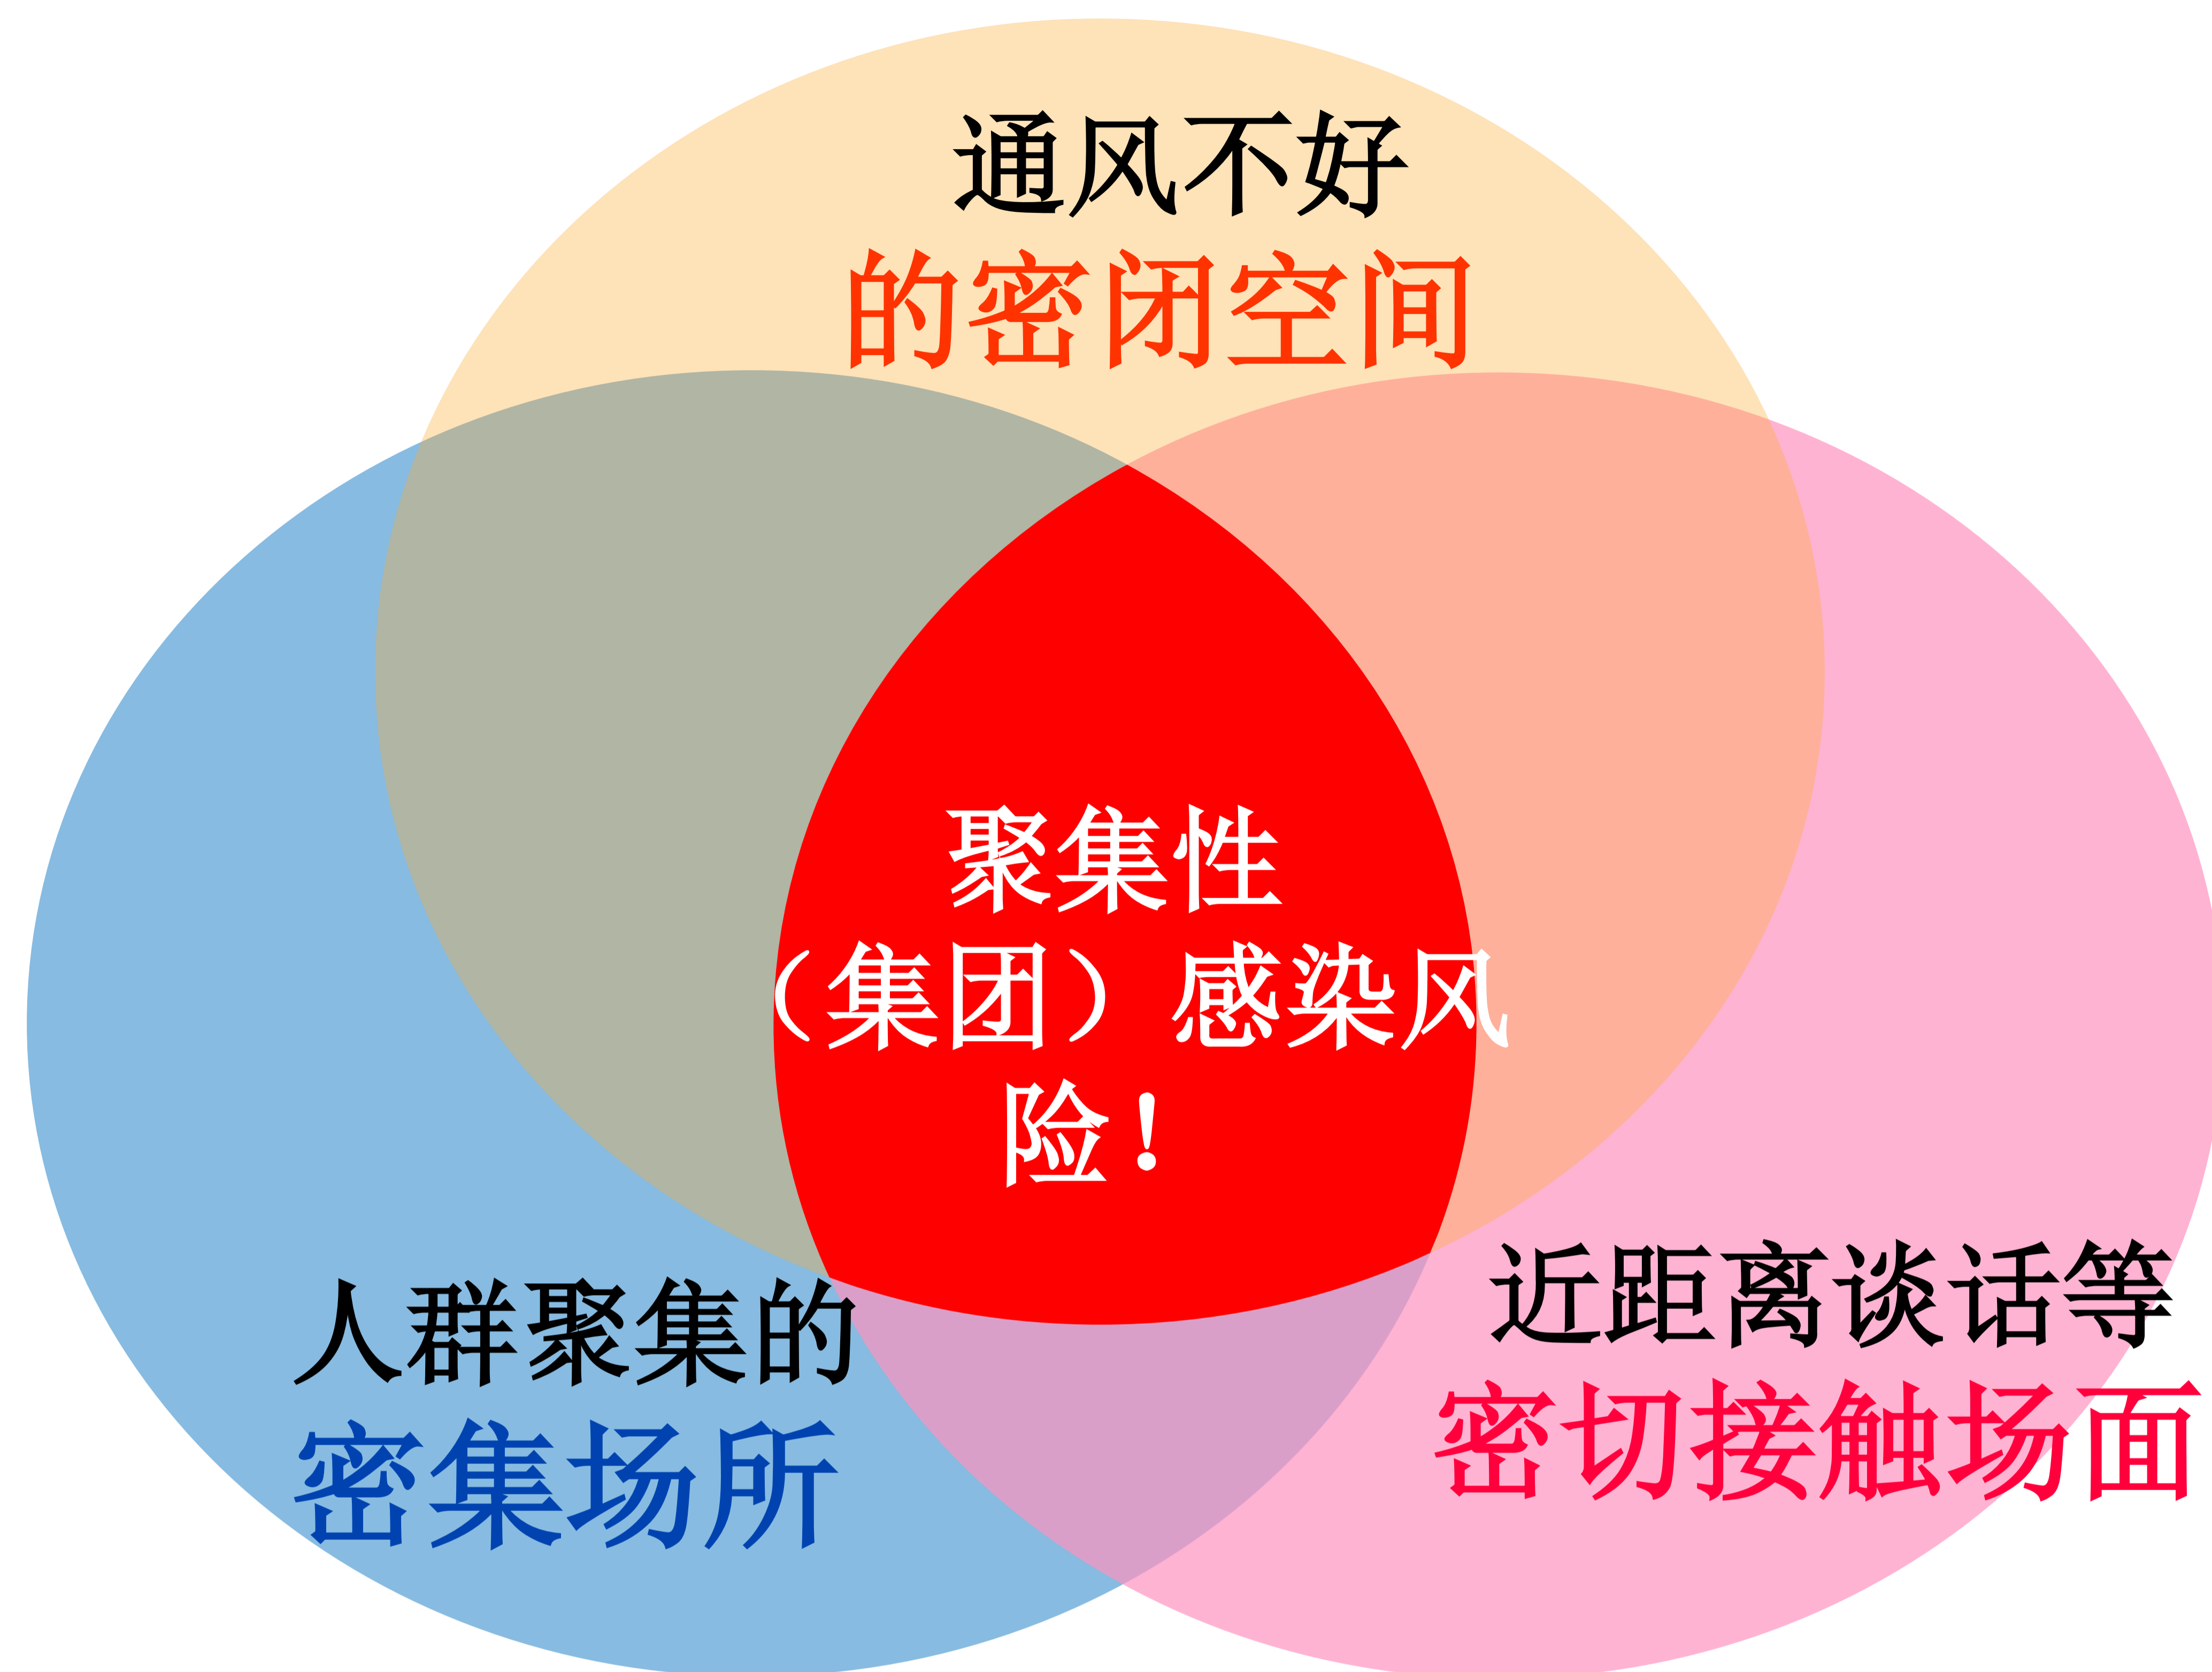 通风不好
的密闭空间
聚集性
（集团）感染风
险！
人群聚集的
密集场所
近距离谈话等
密切接触场面